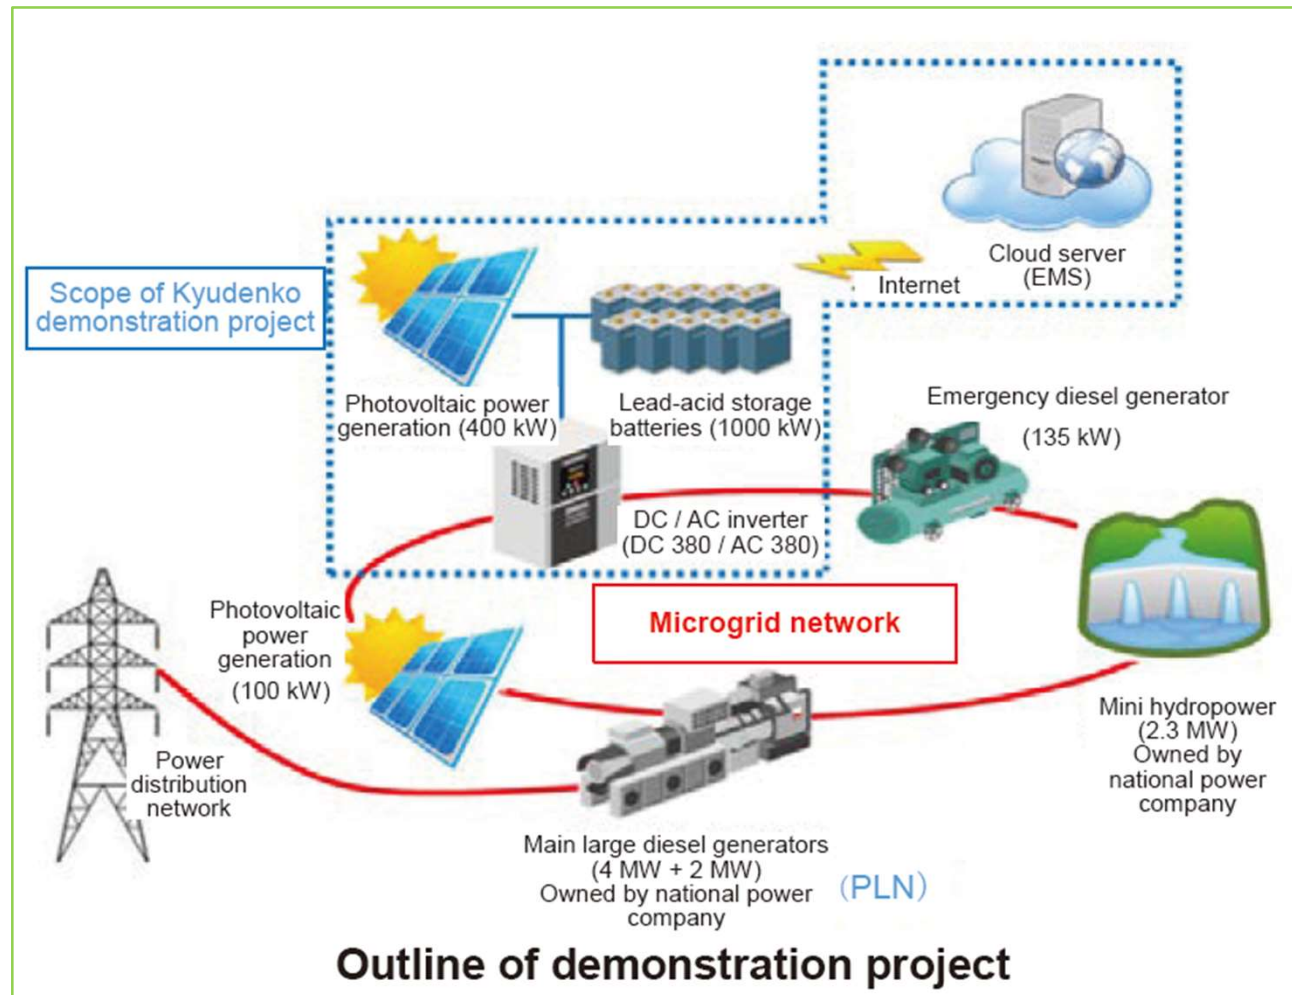 Cloud server
(EMS)
Internet
Scope of Kyudenko
demonstration project
Photovoltaic power
generation (400 kW)
Lead-acid storage
batteries (1000 kW)
Emergency diesel generator
(135 kW)
DC / AC inverter
(DC 380 / AC 380)
Photovoltaic
power
generation
(100 kW)
Microgrid network
Mini hydropower
(2.3 MW)
Owned by
national power
company
Power
distribution
network
Main large diesel generators
(4 MW + 2 MW)
Owned by national power
company
(PLN)
Outline of demonstration project